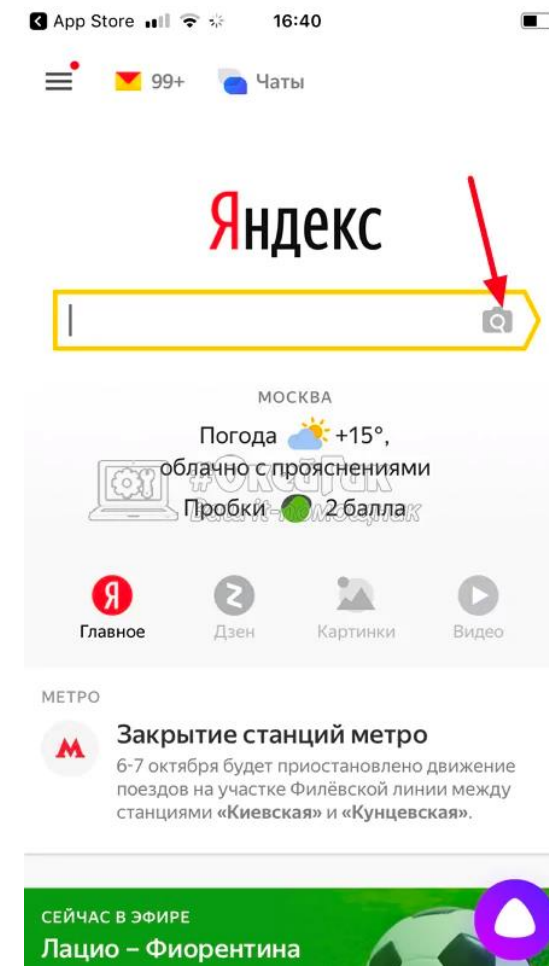 App Store 16:40
99+ Чаты
Яндекс
МОСКВА
Погода +15°,
облачно с прояснениями
#ОкейГик
Пробки 2 балла
Я
Главное Дзен Картинки Видео
МЕТРО
Закрытие станций метро
6-7 октября будет приостановлено движение
поездов на участке Филёвской линии между
станциями «Киевская» и «Кунцевская».
СЕЙЧАС В ЭФИРЕ
Лацио – Фиорентина